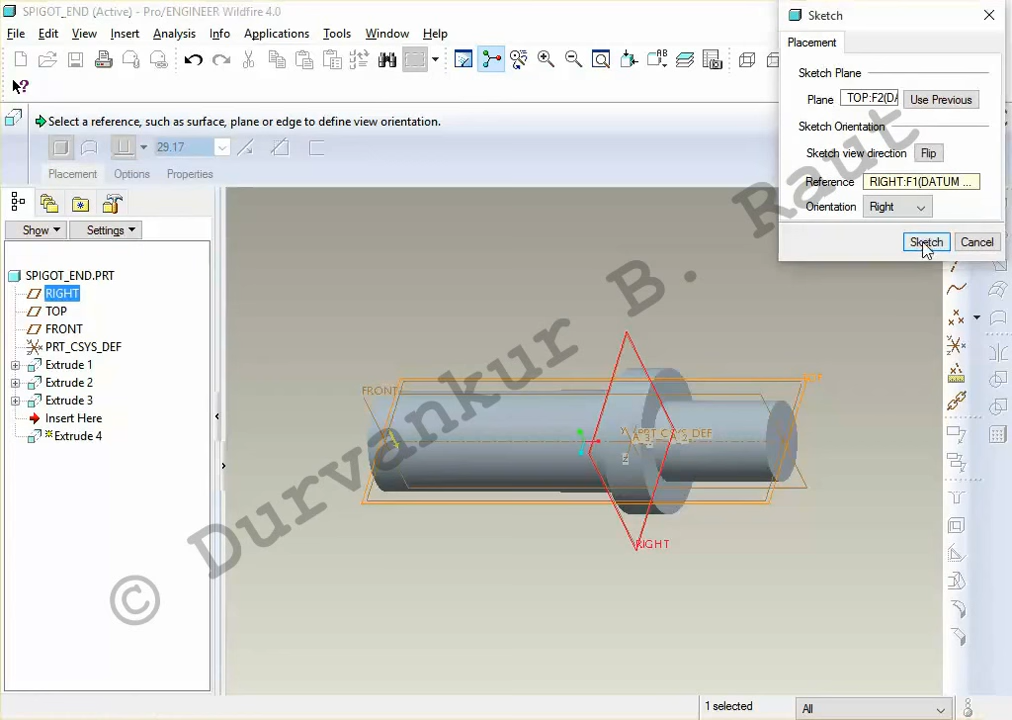 SPIGOT_END (Active) - Pro/ENGINEER Wildfire 4.0
File Edit View Insert Analysis Info Applications Tools Window Help
Select a reference, such as surface, plane or edge to define view orientation.
29.17
Placement Options Properties
Show Settings
SPIGOT_END.PRT
RIGHT
TOP
FRONT
PRT_CSYS_DEF
Extrude 1
Extrude 2
Extrude 3
Insert Here
Extrude 4
Sketch
Placement
Sketch Plane
Plane TOP:F2(DA Use Previous
Sketch Orientation
Sketch view direction Flip
Reference RIGHT:F1(DATUM ...
Orientation Right
Sketch Cancel
FRONT
PRT_CSYS_DEF
RIGHT
© Durvankur B. Raut
1 selected All